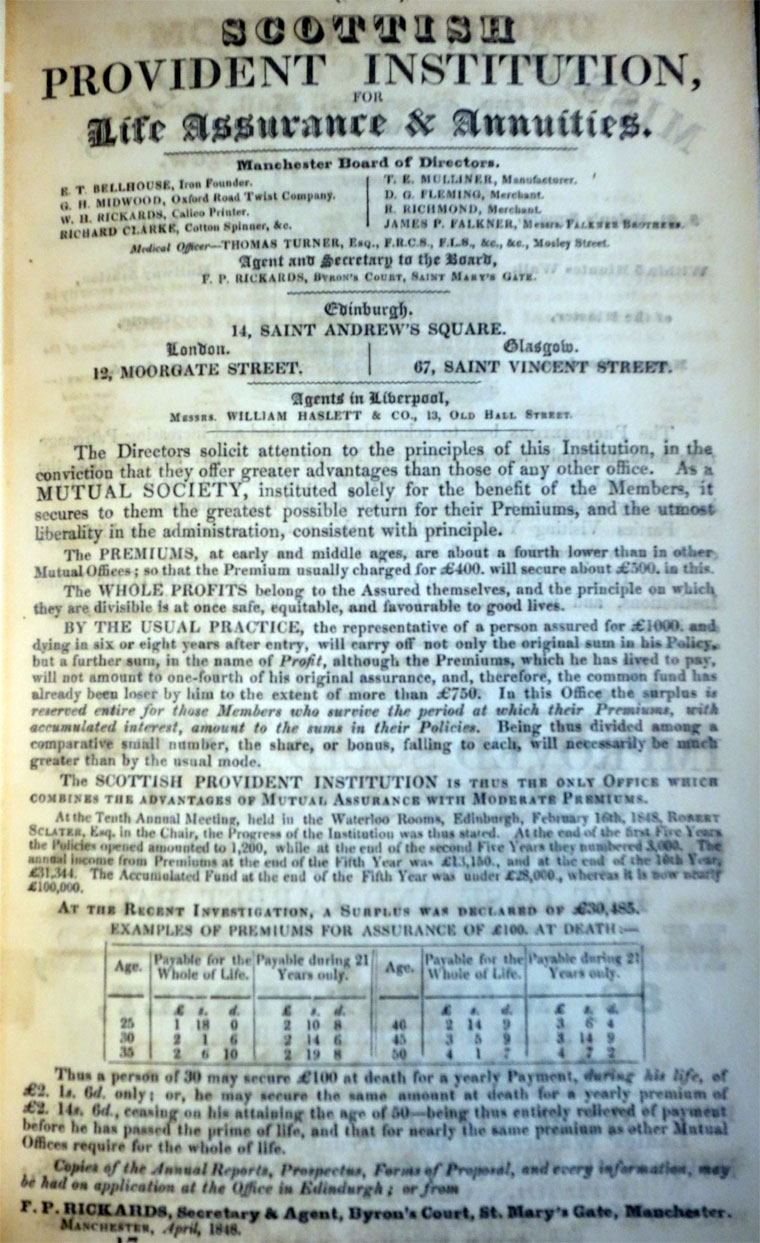 SCOTTISH
PROVIDENT INSTITUTION,
FOR
Life Assurance & Annuities.
Manchester Board of Directors.
E. T. BELLHOUSE, Iron Founder.
G. H. MIDWOOD, Oxford Road Twist Company.
W. H. RICKARDS, Calico Printer.
RICHARD CLARKE, Cotton Spinner, &c.
T. E. MULLINER, Manufacturer.
D. G. FLEMING, Merchant.
R. RICHMOND, Merchant.
JAMES P. FALKNER, Messrs. FALKNER BROTHERS.
Medical Officer—THOMAS TURNER, Esq., F.R.C.S., F.L.S., &c., &c., Mosley Street.
Agent and Secretary to the Board,
F. P. RICKARDS, BYRON'S COURT, SAINT MARY'S GATE.
Edinburgh.
14, SAINT ANDREW'S SQUARE.
London.
12, MOORGATE STREET.
Glasgow.
67, SAINT VINCENT STREET.
Agents in Liverpool,
MESSRS. WILLIAM HASLETT & CO., 13, OLD HALL STREET.
The Directors solicit attention to the principles of this Institution, in the
conviction that they offer greater advantages than those of any other office. As a
MUTUAL SOCIETY, instituted solely for the benefit of the Members, it
secures to them the greatest possible return for their Premiums, and the utmost
liberality in the administration, consistent with principle.
The PREMIUMS, at early and middle ages, are about a fourth lower than in other
Mutual Offices; so that the Premium usually charged for £400. will secure about £500. in this.
The WHOLE PROFITS belong to the Assured themselves, and the principle on which
they are divisible is at once safe, equitable, and favourable to good lives.
BY THE USUAL PRACTICE, the representative of a person assured for £1000. and
dying in six or eight years after entry, will carry off not only the original sum in his Policy,
but a further sum, in the name of Profit, although the Premiums, which he has lived to pay,
will not amount to one-fourth of his original assurance, and, therefore, the common fund has
already been loser by him to the extent of more than £750. In this Office the surplus is
reserved entire for those Members who survive the period at which their Premiums, with
accumulated interest, amount to the sums in their Policies. Being thus divided among a
comparative small number, the share, or bonus, falling to each, will necessarily be much
greater than by the usual mode.
The SCOTTISH PROVIDENT INSTITUTION IS THUS THE ONLY OFFICE WHICH
COMBINES THE ADVANTAGES OF MUTUAL ASSURANCE WITH MODERATE PREMIUMS.
At the Tenth Annual Meeting, held in the Waterloo Rooms, Edinburgh, February 16th, 1848, ROBERT
SCLATER, Esq. in the Chair, the Progress of the Institution was thus stated. At the end of the first Five Years
the Policies opened amounted to 1,200, while at the end of the second Five Years they numbered 3,000. The
annual income from Premiums at the end of the Fifth Year was £13,150., and at the end of the 10th Year,
£31,344. The Accumulated Fund at the end of the Fifth Year was under £28,000., whereas it is now nearly
£100,000.
AT THE RECENT INVESTIGATION, A SURPLUS WAS DECLARED OF £30,485.
EXAMPLES OF PREMIUMS FOR ASSURANCE OF £100. AT DEATH:—
Age. Payable for the Whole of Life. Payable during 21 Years only. Age. Payable for the Whole of Life. Payable during 21 Years only.
£ s. d. £ s. d. £ s. d. £ s. d.
25 1 18 0 2 10 8 40 2 14 9 3 6 4
30 2 1 6 2 14 6 45 3 5 9 3 14 9
35 2 6 10 2 19 8 50 4 1 7 4 7 2
Thus a person of 30 may secure £100 at death for a yearly Payment, during his life, of
£2. 1s. 6d. only; or, he may secure the same amount at death for a yearly premium of
£2. 14s. 6d., ceasing on his attaining the age of 50—being thus entirely relieved of payment
before he has passed the prime of life, and that for nearly the same premium as other Mutual
Offices require for the whole of life.
Copies of the Annual Reports, Prospectus, Forms of Proposal, and every information, may
be had on application at the Office in Edinburgh; or from
F. P. RICKARDS, Secretary & Agent, Byron's Court, St. Mary's Gate, Manchester.
MANCHESTER, April, 1848.
17